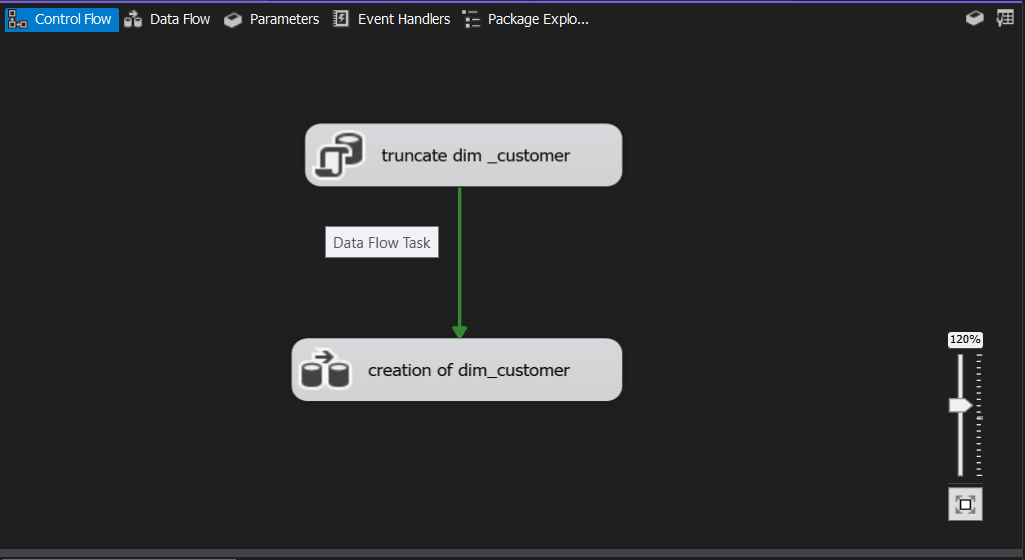 Control Flow Data Flow Parameters Event Handlers Package Explo...
truncate dim _customer
Data Flow Task
120%
creation of dim_customer